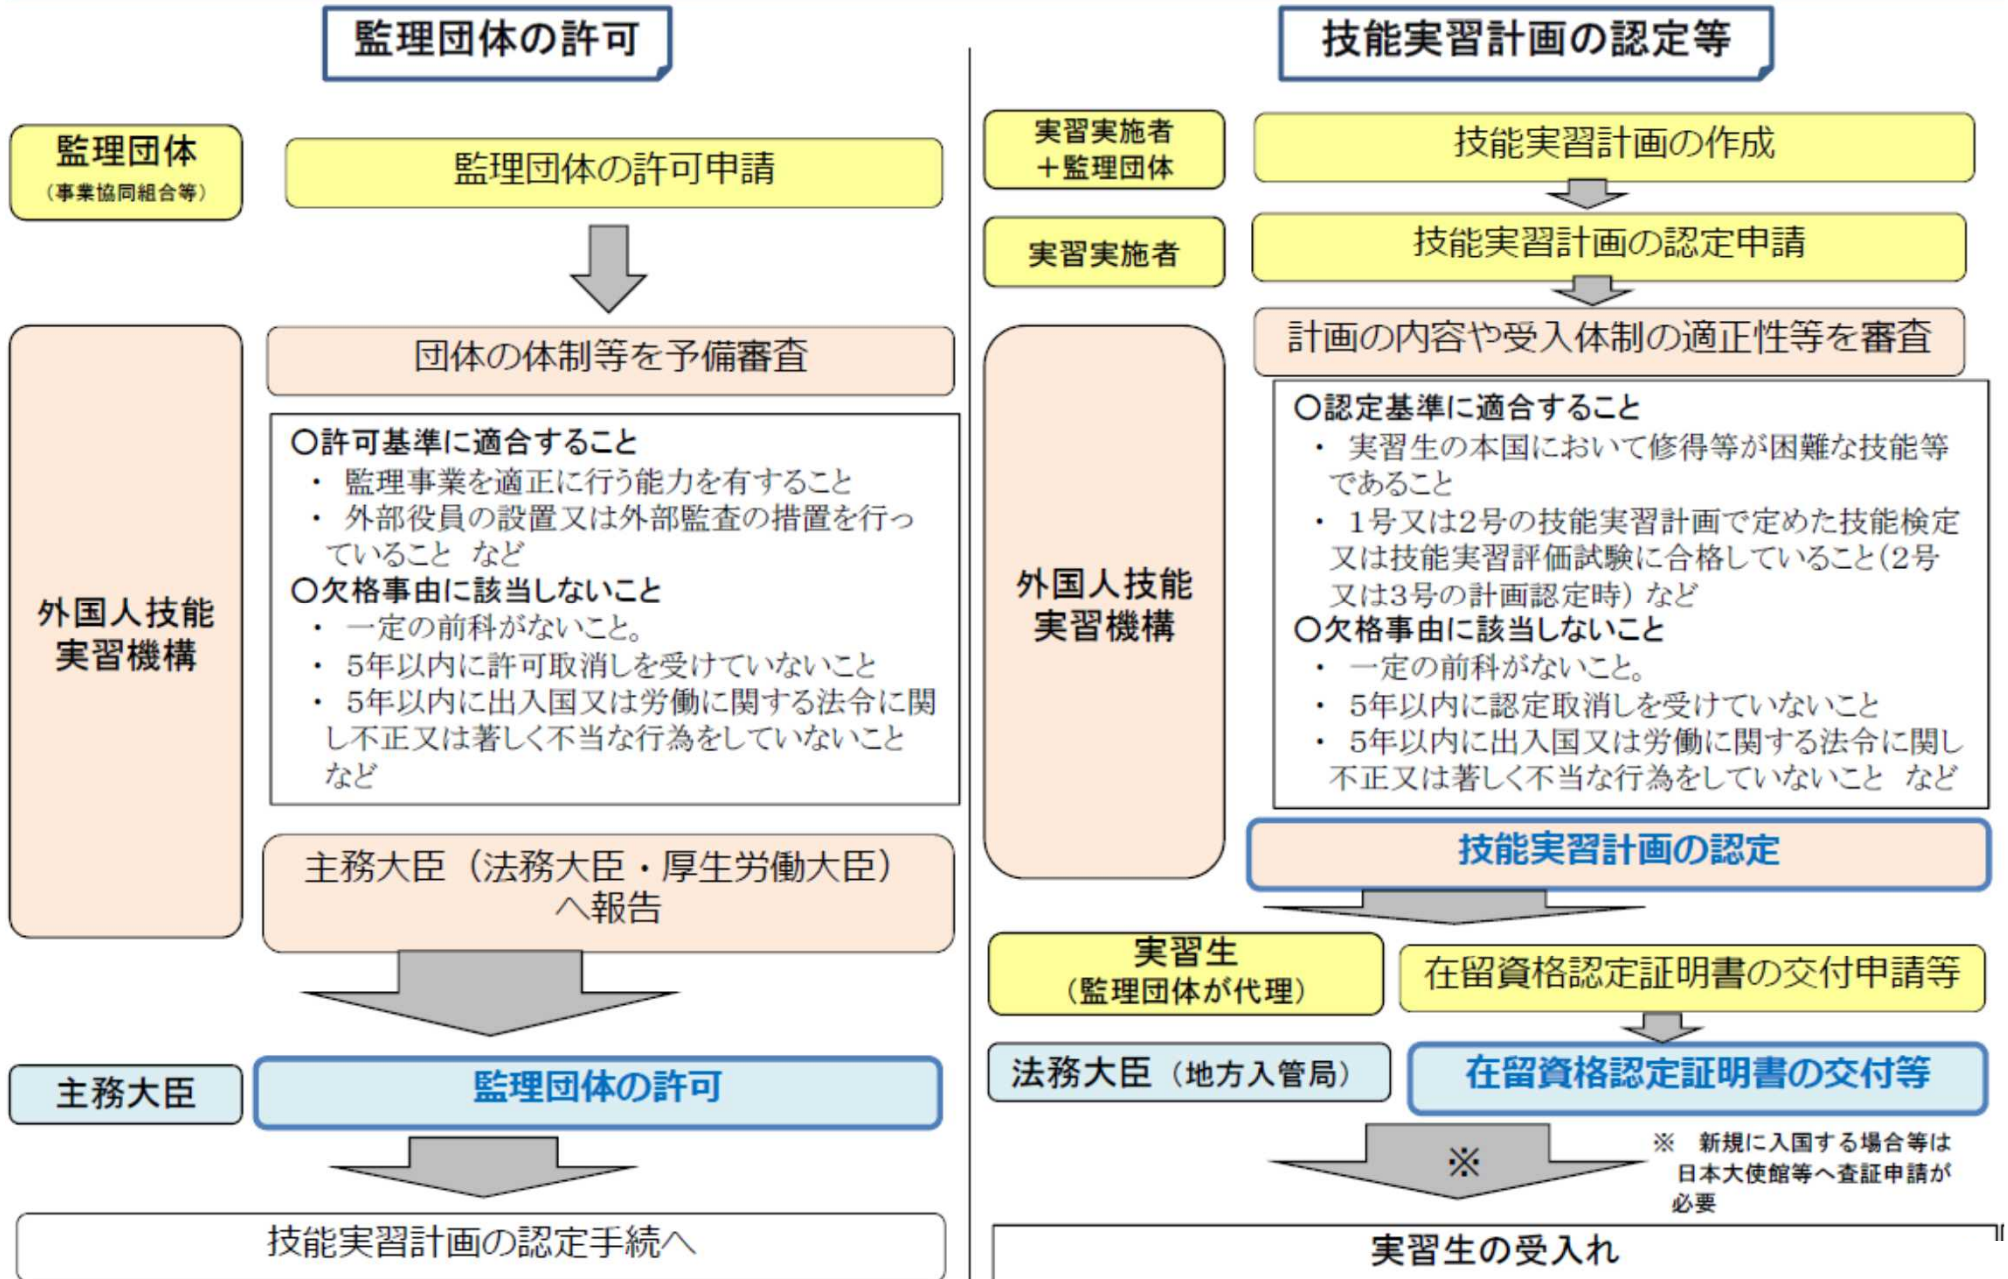 監理団体の許可
監理団体
（事業協同組合等）
監理団体の許可申請
外国人技能
実習機構
団体の体制等を予備審査
○許可基準に適合すること
・ 監理事業を適正に行う能力を有すること
・ 外部役員の設置又は外部監査の措置を行っ
ていること　など
○欠格事由に該当しないこと
・ 一定の前科がないこと。
・ 5年以内に許可取消しを受けていないこと
・ 5年以内に出入国又は労働に関する法令に関
し不正又は著しく不当な行為をしていないこと
など
主務大臣（法務大臣・厚生労働大臣）
へ報告
主務大臣
監理団体の許可
技能実習計画の認定手続へ
技能実習計画の認定等
実習実施者
＋監理団体
技能実習計画の作成
実習実施者
技能実習計画の認定申請
外国人技能
実習機構
計画の内容や受入体制の適正性等を審査
○認定基準に適合すること
・ 実習生の本国において修得等が困難な技能等
であること
・ 1号又は2号の技能実習計画で定めた技能検定
又は技能実習評価試験に合格していること（2号
又は3号の計画認定時） など
○欠格事由に該当しないこと
・ 一定の前科がないこと。
・ 5年以内に認定取消しを受けていないこと
・ 5年以内に出入国又は労働に関する法令に関し
不正又は著しく不当な行為をしていないこと　など
技能実習計画の認定
実習生
（監理団体が代理）
在留資格認定証明書の交付申請等
法務大臣（地方入管局）
在留資格認定証明書の交付等
※
※　新規に入国する場合等は
日本大使館等へ査証申請が
必要
実習生の受入れ